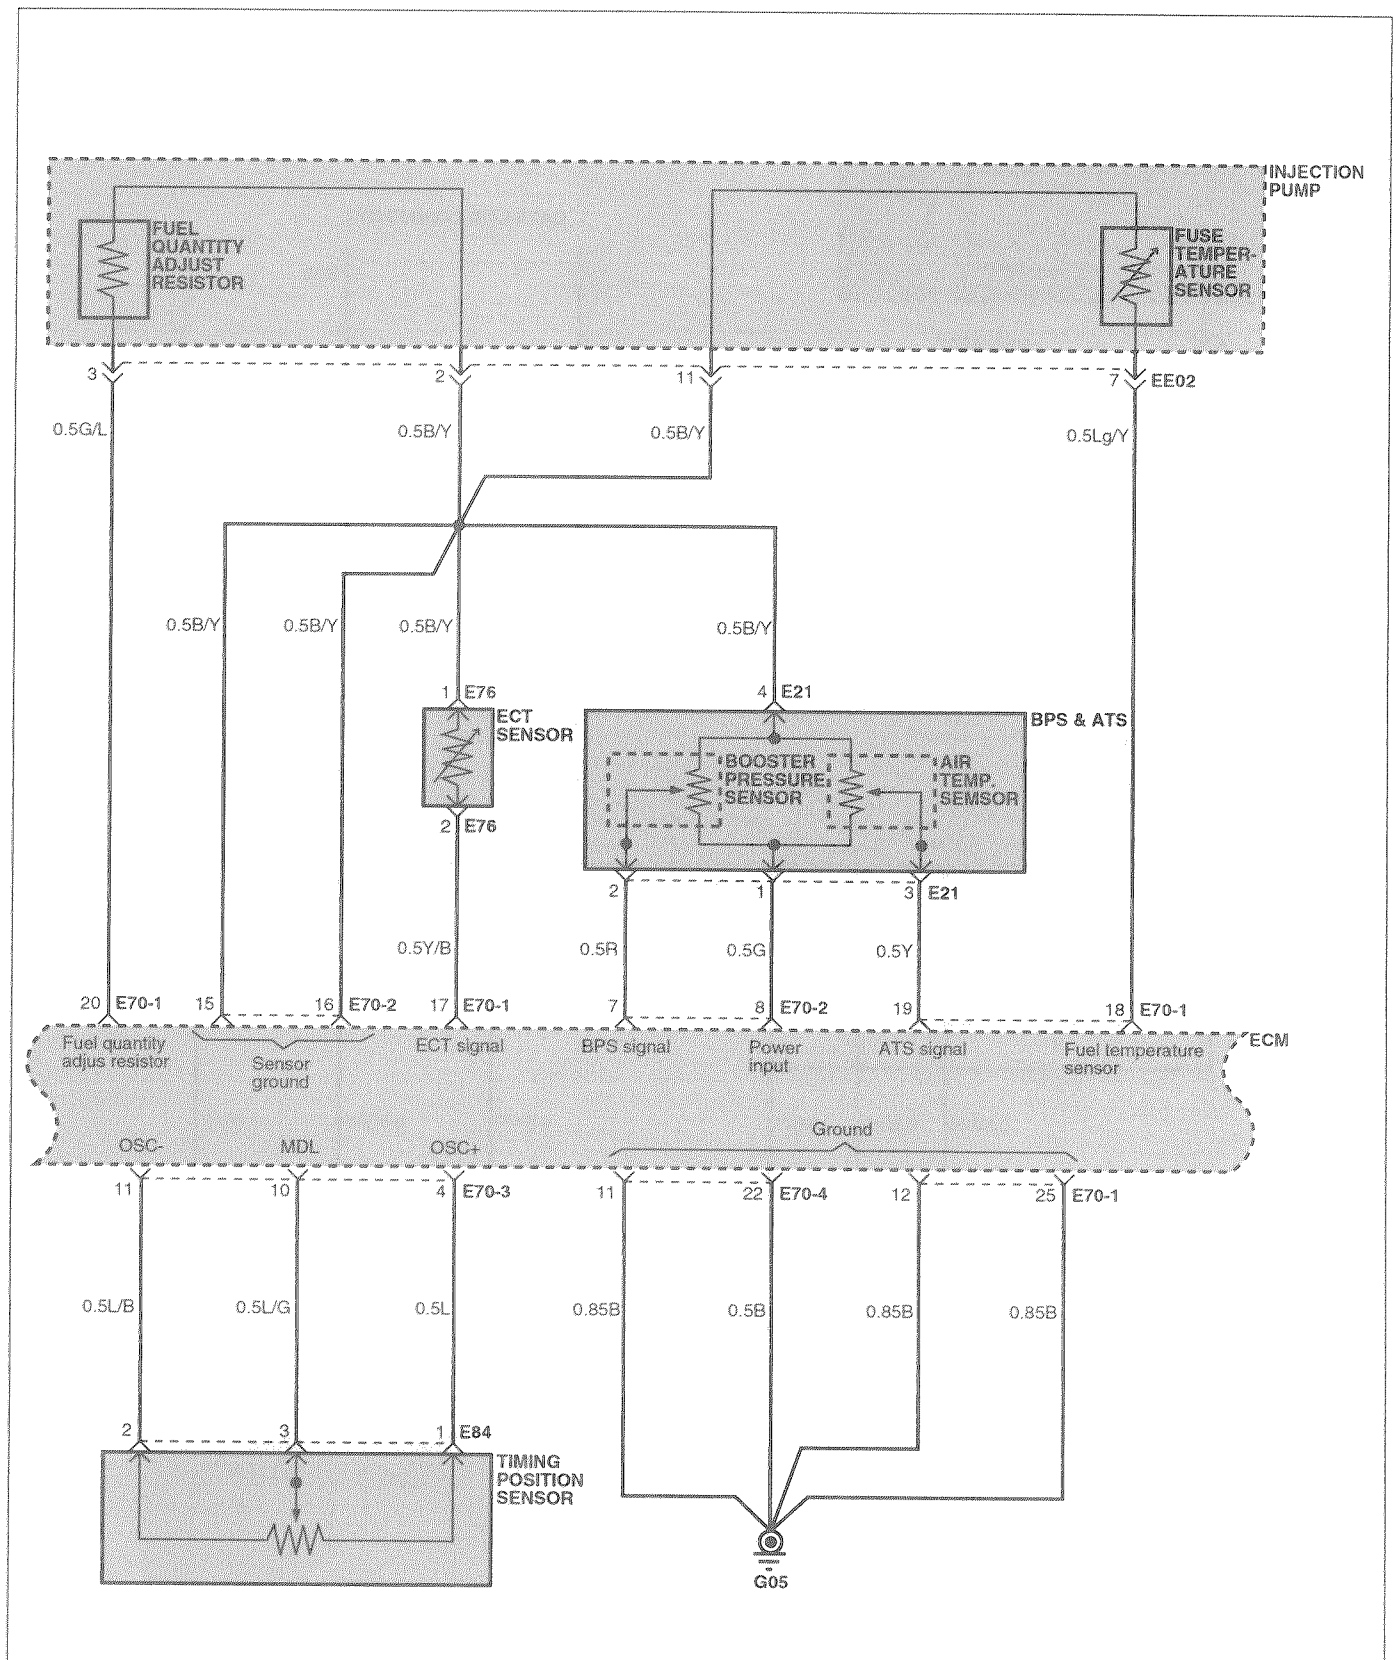 INJECTION
PUMP
FUEL
QUANTITY
ADJUST
RESISTOR
FUSE
TEMPER-
ATURE
SENSOR
3
2
11
7
EE02
0.5G/L
0.5B/Y
0.5B/Y
0.5Lg/Y
0.5B/Y
0.5B/Y
0.5B/Y
0.5B/Y
1
E76
4
E21
ECT
SENSOR
BPS & ATS
BOOSTER
PRESSURE
SENSOR
AIR
TEMP.
SEMSOR
2
E76
2
1
3
E21
0.5Y/B
0.5R
0.5G
0.5Y
20
E70-1
15
16
E70-2
17
E70-1
7
8
E70-2
19
18
E70-1
ECM
Fuel quantity
adjus resistor
Sensor
ground
ECT signal
BPS signal
Power
input
ATS signal
Fuel temperature
sensor
OSC-
MDL
OSC+
Ground
11
10
4
E70-3
11
22
E70-4
12
25
E70-1
0.5L/B
0.5L/G
0.5L
0.85B
0.5B
0.85B
0.85B
2
3
1
E84
TIMING
POSITION
SENSOR
G05